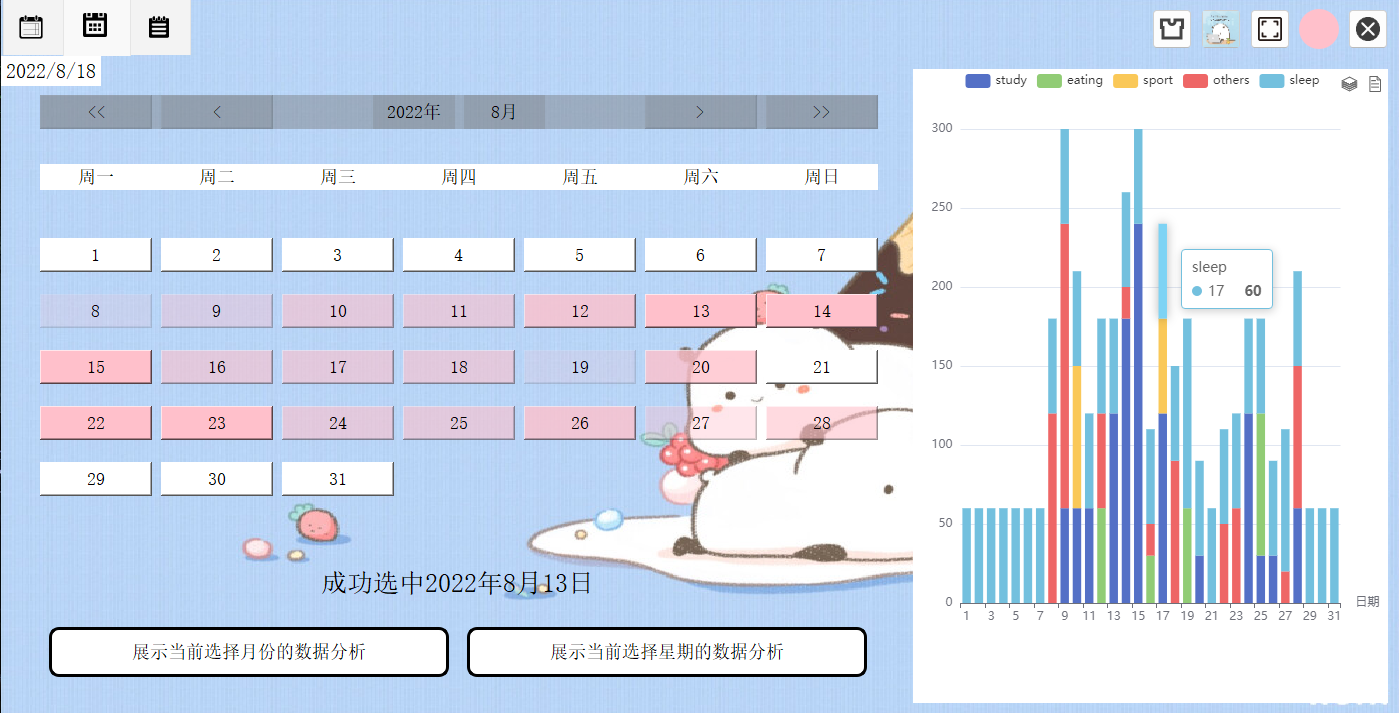 2022/8/18
<< < 2022年 8月 > >>
周一 周二 周三 周四 周五 周六 周日
1 2 3 4 5 6 7
8 9 10 11 12 13 14
15 16 17 18 19 20 21
22 23 24 25 26 27 28
29 30 31
成功选中2022年8月13日
展示当前选择月份的数据分析 展示当前选择星期的数据分析
study eating sport others sleep
300
250
200
150
100
50
0
sleep
17 60
1 3 5 7 9 11 13 15 17 19 21 23 25 27 29 31
日期